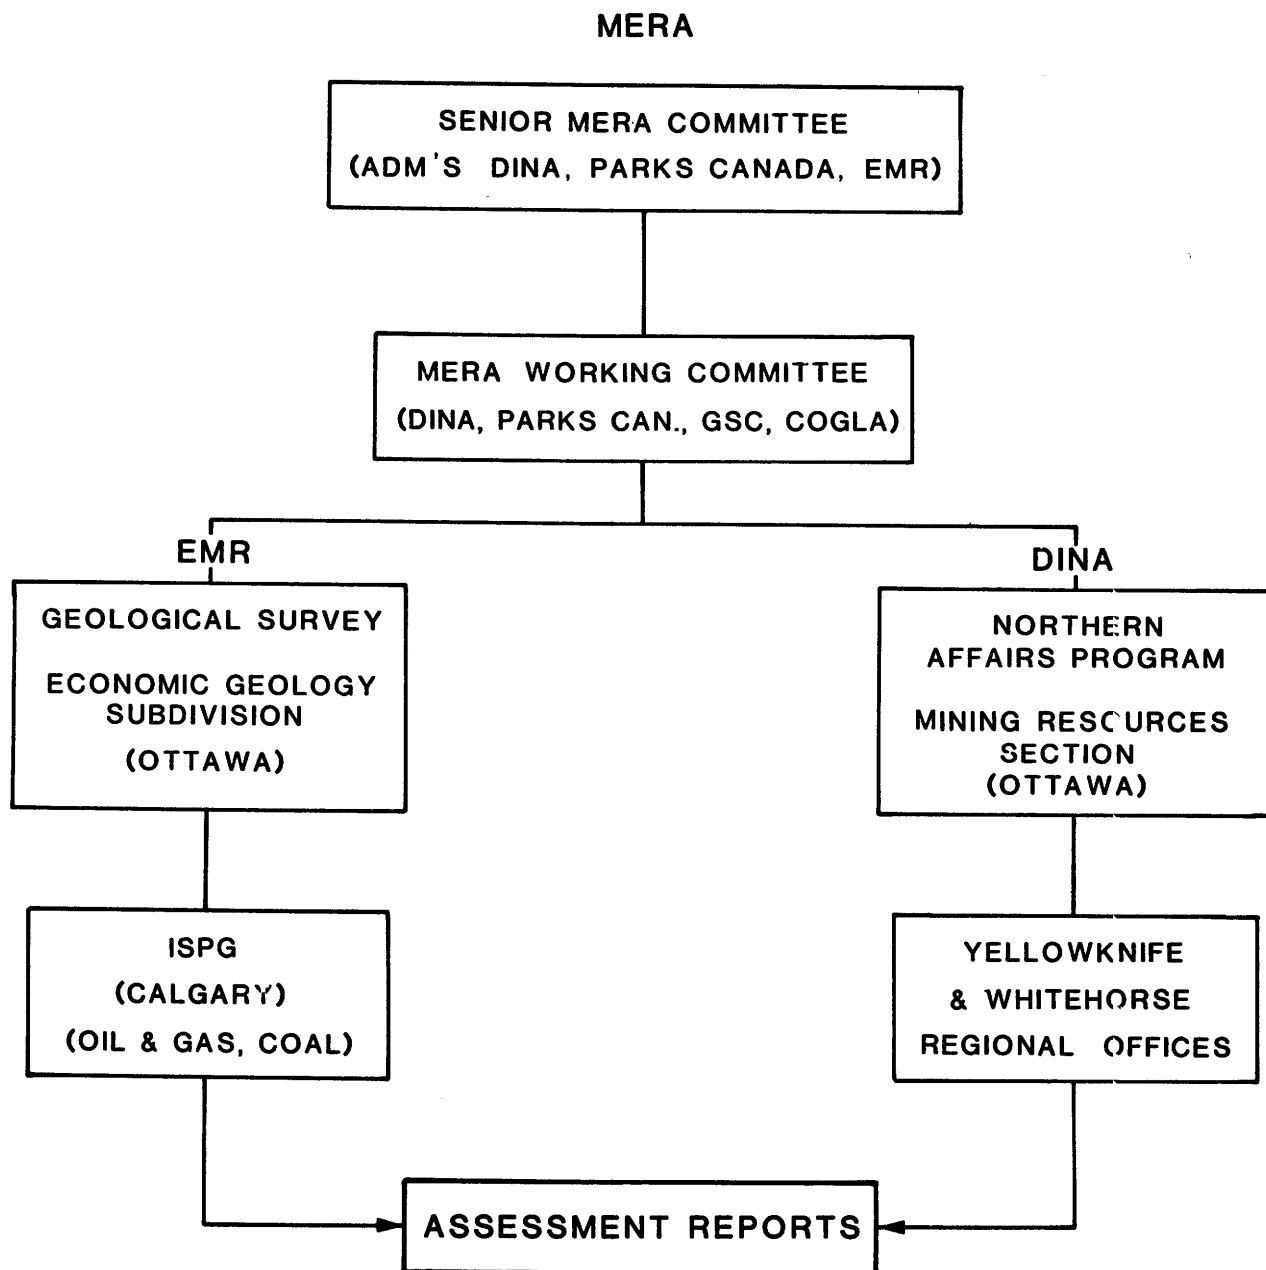 MERA
SENIOR MERA COMMITTEE
(ADM'S DINA, PARKS CANADA, EMR)
MERA WORKING COMMITTEE
(DINA, PARKS CAN., GSC, COGLA)
EMR
GEOLOGICAL SURVEY
ECONOMIC GEOLOGY
SUBDIVISION
(OTTAWA)
DINA
NORTHERN
AFFAIRS PROGRAM
MINING RESOURCES
SECTION
(OTTAWA)
ISPG
(CALGARY)
(OIL & GAS, COAL)
YELLOWKNIFE
& WHITEHORSE
REGIONAL OFFICES
ASSESSMENT REPORTS